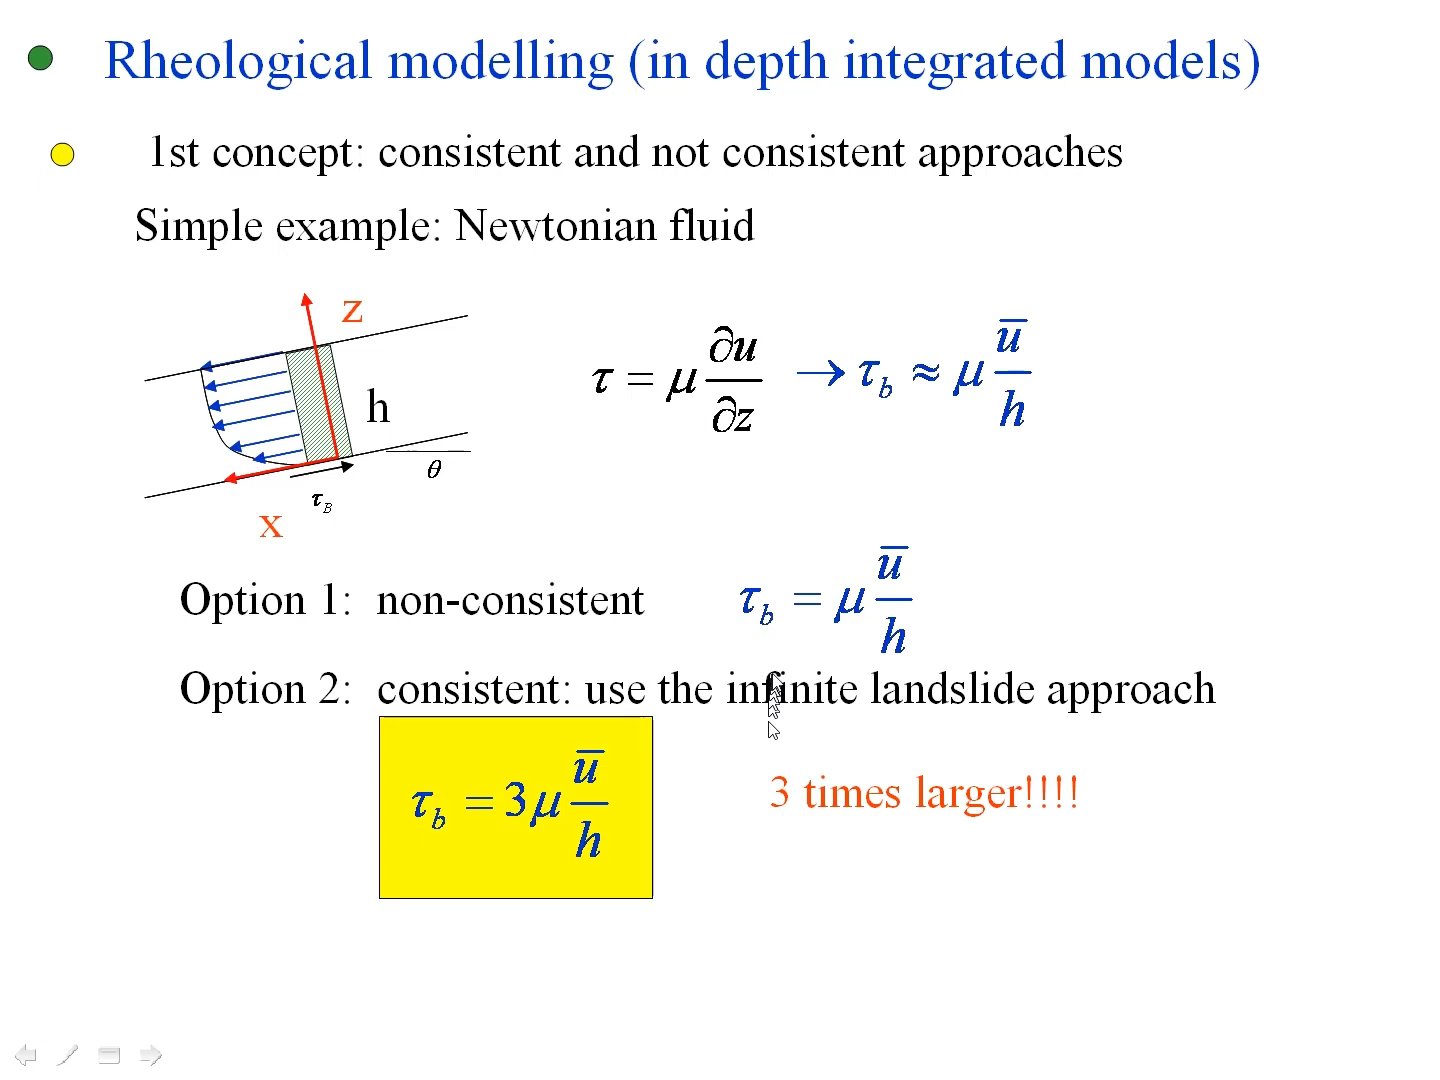 Rheological modelling (in depth integrated models)
1st concept: consistent and not consistent approaches
Simple example: Newtonian fluid
z
h
θ
τ_B
x
τ = μ ∂u/∂z → τ_b ≈ μ u̅/h
Option 1: non-consistent τ_b = μ u̅/h
Option 2: consistent: use the infinite landslide approach
τ_b = 3μ u̅/h
3 times larger!!!!